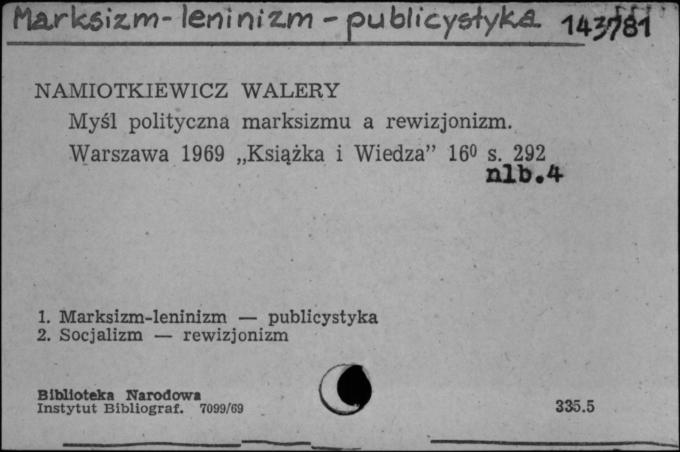 Marksizm-leninizm - publicystyka 143781
NAMIOTKIEWICZ WALERY
Myśl polityczna marksizmu a rewizjonizm.
Warszawa 1969 „Książka i Wiedza” 16⁰ s. 292
nlb.4
1. Marksizm-leninizm — publicystyka
2. Socjalizm — rewizjonizm
Biblioteka Narodowa
Instytut Bibliograf. 7099/69
335.5